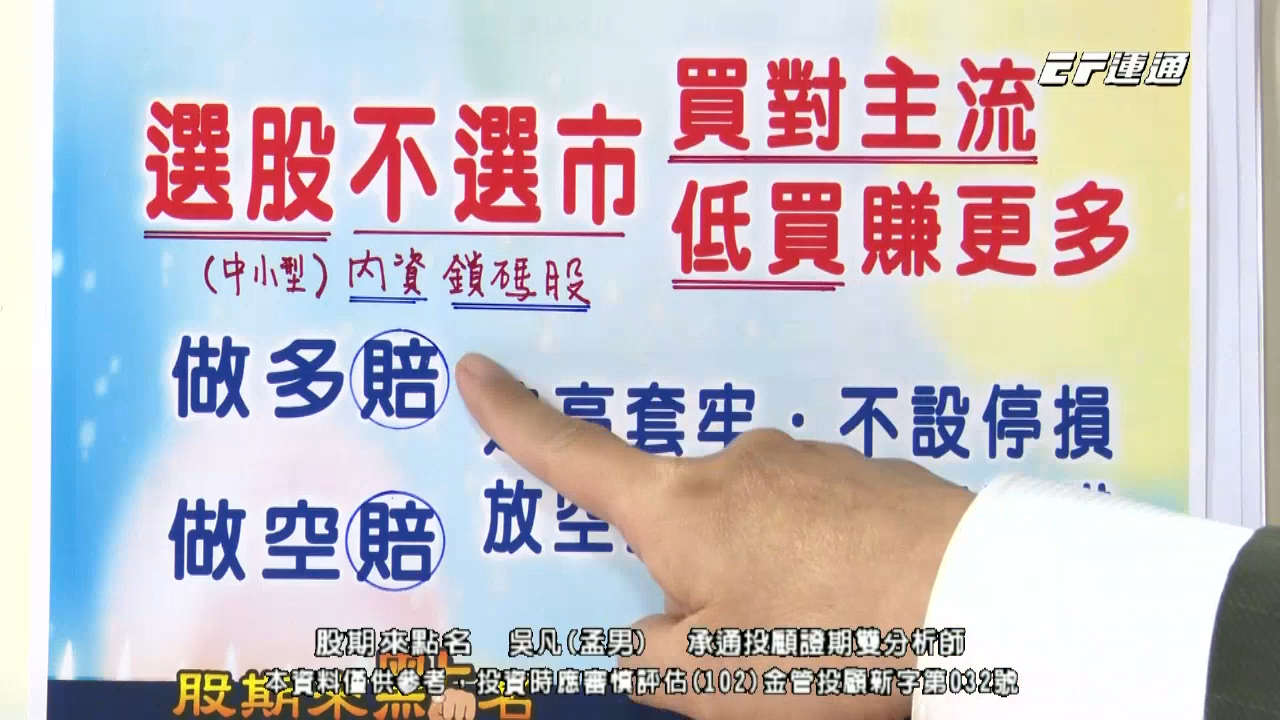 EF運通
選股不選市
買對主流
低買賺更多
(中小型) 內資 鎖碼股
做多賠
高套牢・不設停損
做空賠
放空
股期來點名 吳凡(孟男) 承通投顧證期雙分析師
本資料僅供參考,投資時應審慎評估(102)金管投顧新字第032號
股期來點名